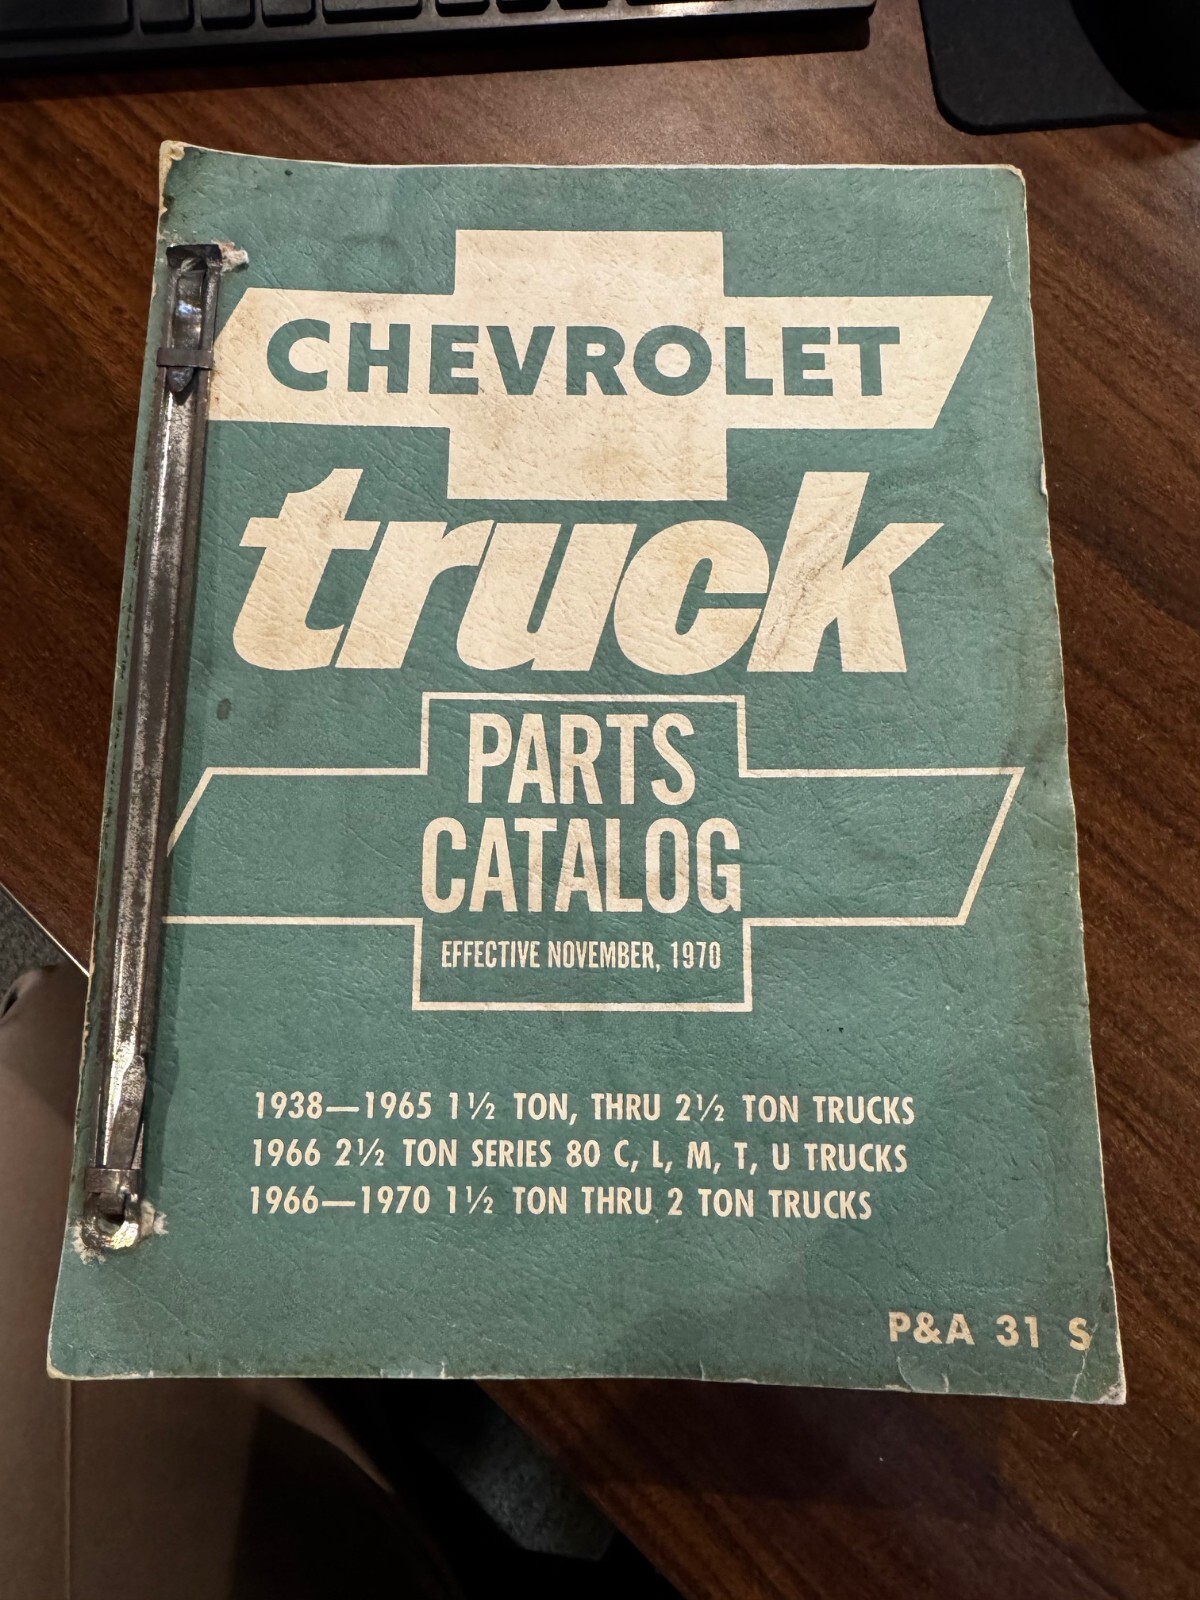 CHEVROLET
truck
PARTS
CATALOG
EFFECTIVE NOVEMBER, 1970
1938—1965 1½ TON, THRU 2½ TON TRUCKS
1966 2½ TON SERIES 80 C, L, M, T, U TRUCKS
1966—1970 1½ TON THRU 2 TON TRUCKS
P&A 31 S